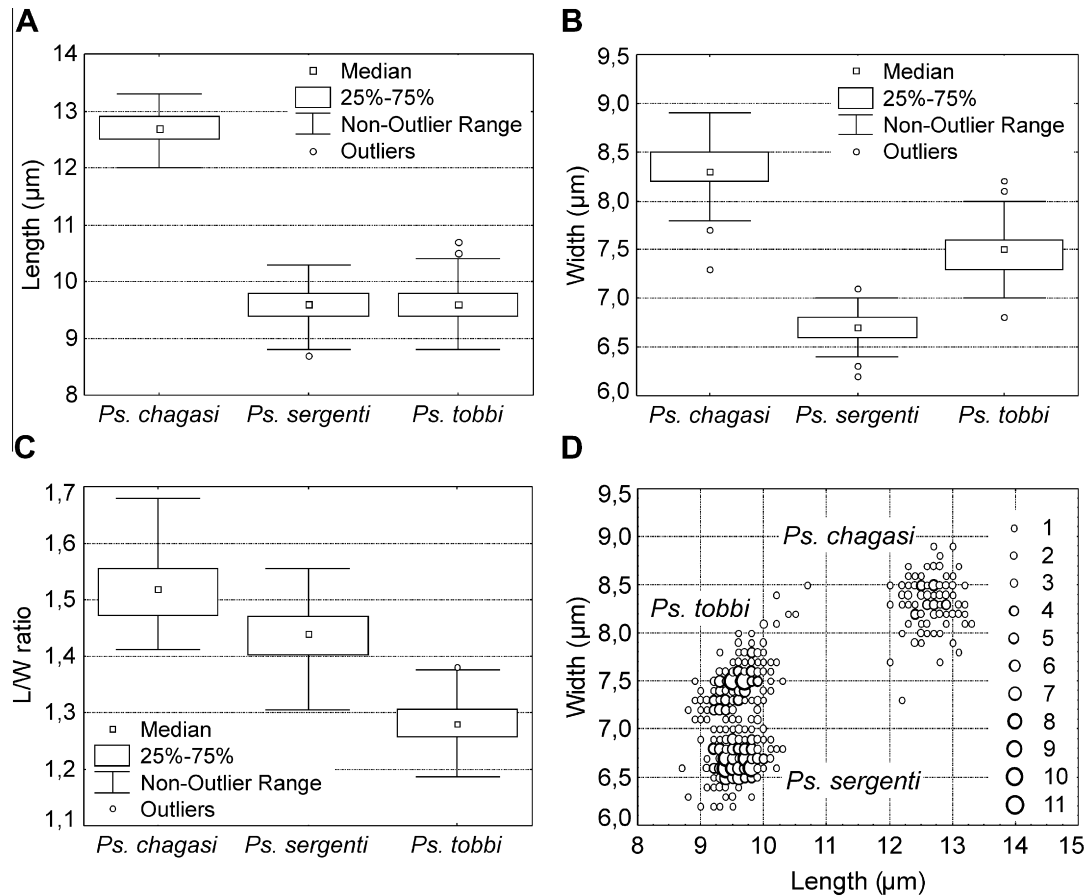 A
Length (µm)
14
13
12
11
10
9
8
Median
25%-75%
Non-Outlier Range
Outliers
Ps. chagasi
Ps. sergenti
Ps. tobbi
B
Width (µm)
9,5
9,0
8,5
8,0
7,5
7,0
6,5
6,0
Median
25%-75%
Non-Outlier Range
Outliers
Ps. chagasi
Ps. sergenti
Ps. tobbi
C
L/W ratio
1,7
1,6
1,5
1,4
1,3
1,2
1,1
Median
25%-75%
Non-Outlier Range
Outliers
Ps. chagasi
Ps. sergenti
Ps. tobbi
D
Width (µm)
9,5
9,0
8,5
8,0
7,5
7,0
6,5
6,0
Ps. chagasi
Ps. tobbi
Ps. sergenti
1
2
3
4
5
6
7
8
9
10
11
8 9 10 11 12 13 14 15
Length (µm)